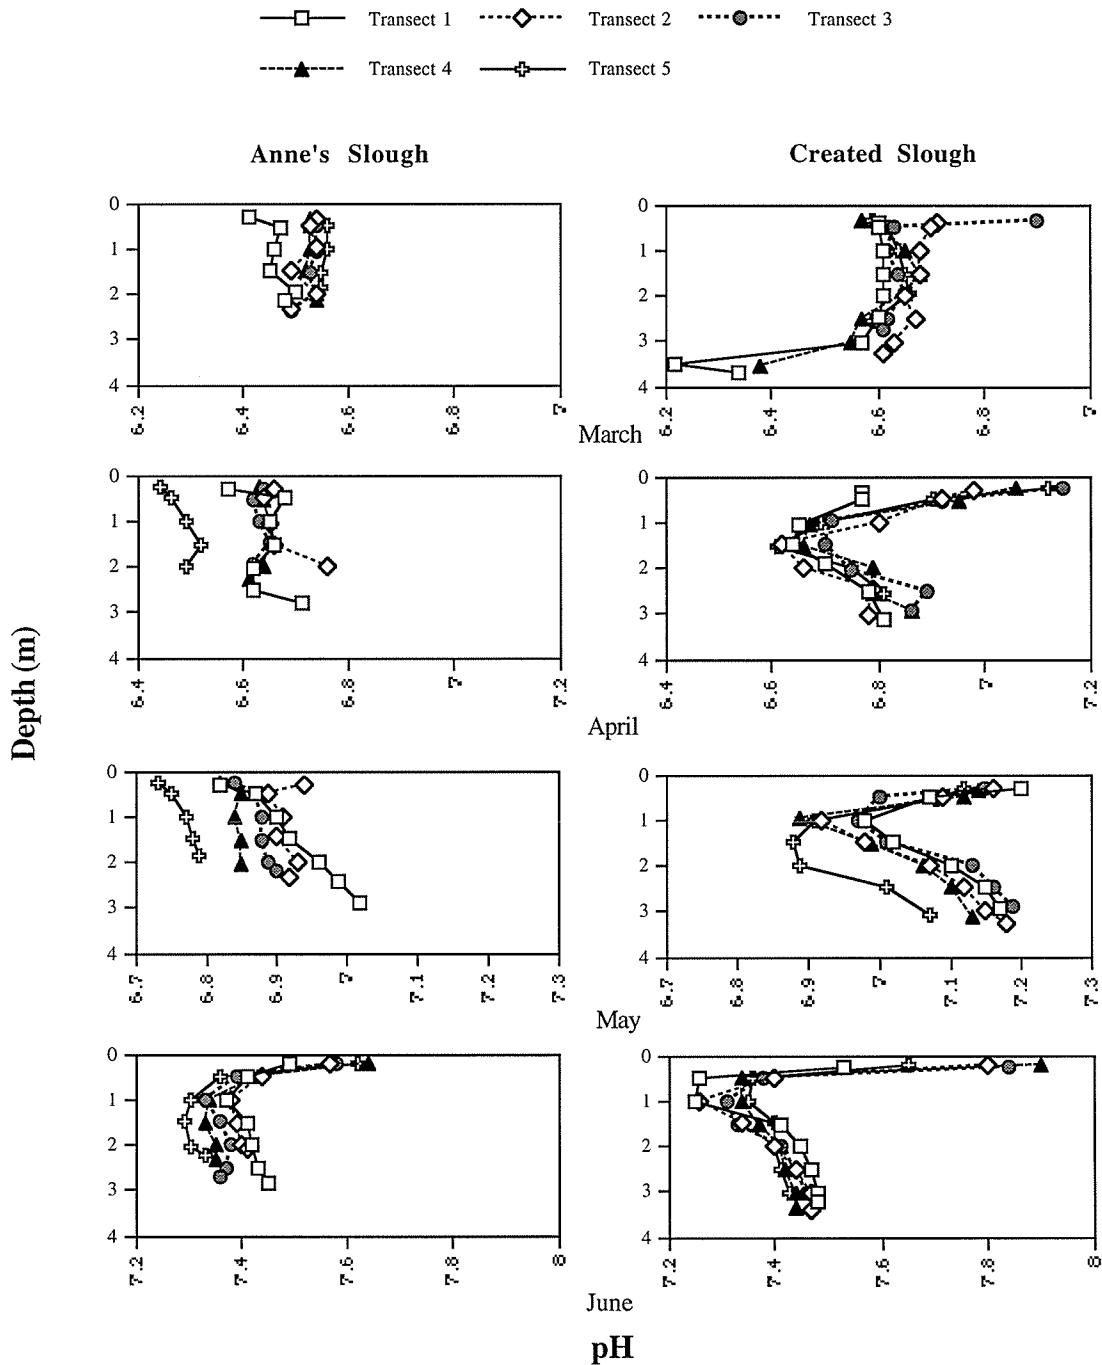 Transect 1 Transect 2 Transect 3
Transect 4 Transect 5
Anne's Slough Created Slough
0 0
1 1
2 2
3 3
4 4
6.2 6.4 6.6 6.8 7 6.2 6.4 6.6 6.8 7
March
0 0
1 1
2 2
3 3
4 4
6.4 6.6 6.8 7 7.2 6.4 6.6 6.8 7 7.2
April
Depth (m)
0 0
1 1
2 2
3 3
4 4
6.7 6.8 6.9 7 7.1 7.2 7.3 6.7 6.8 6.9 7 7.1 7.2 7.3
May
0 0
1 1
2 2
3 3
4 4
7.2 7.4 7.6 7.8 8 7.2 7.4 7.6 7.8 8
June
pH